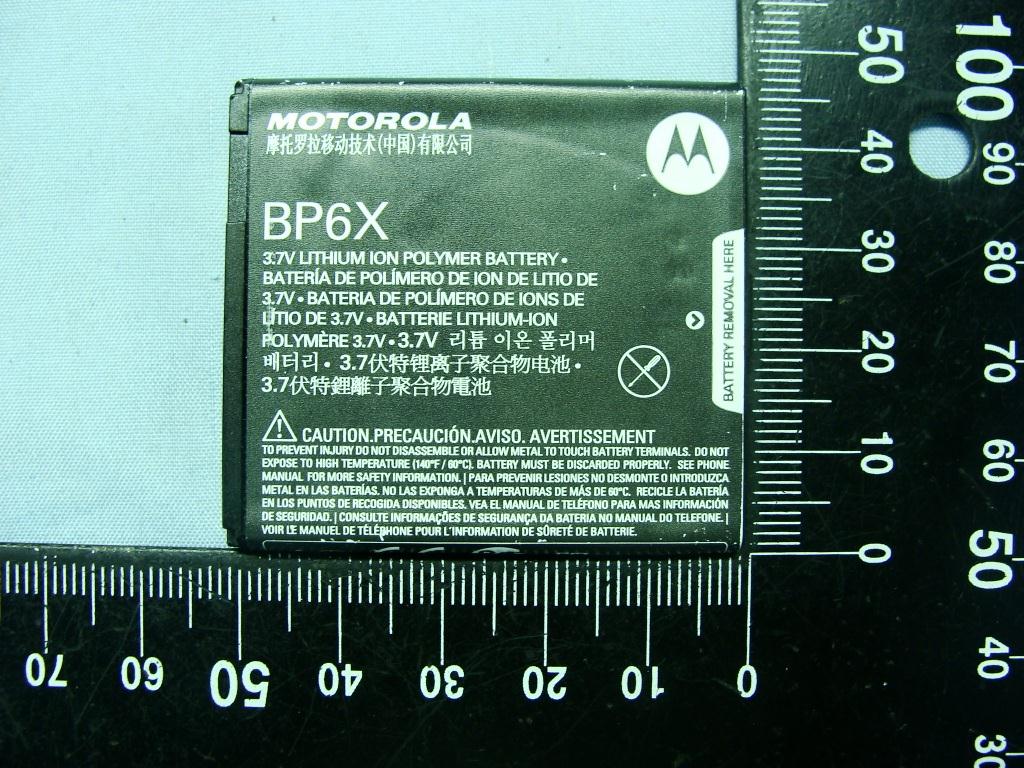 MOTOROLA
摩托罗拉移动技术(中国)有限公司
BP6X
3.7V LITHIUM ION POLYMER BATTERY •
BATERÍA DE POLÍMERO DE ION DE LITIO DE
3.7V • BATERIA DE POLÍMERO DE IONS DE
LÍTIO DE 3.7V • BATTERIE LITHIUM-ION
POLYMÈRE 3.7V • 3.7V 리튬 이온 폴리머
배터리 • 3.7伏特锂离子聚合物电池 •
3.7伏特鋰離子聚合物電池
BATTERY REMOVAL HERE
CAUTION.PRECAUCIÓN.AVISO. AVERTISSEMENT
TO PREVENT INJURY DO NOT DISASSEMBLE OR ALLOW METAL TO TOUCH BATTERY TERMINALS. DO NOT
EXPOSE TO HIGH TEMPERATURE (140°F / 60°C). BATTERY MUST BE DISCARDED PROPERLY. SEE PHONE
MANUAL FOR MORE SAFETY INFORMATION. | PARA PREVENIR LESIONES NO DESMONTE O INTRODUZCA
METAL EN LAS BATERÍAS. NO LAS EXPONGA A TEMPERATURAS DE MÁS DE 60°C. RECICLE LA BATERÍA
EN LOS PUNTOS DE RECOGIDA DISPONIBLES. VEA EL MANUAL DE TELÉFONO PARA MAS INFORMACIÓN
DE SEGURIDAD. | CONSULTE INFORMAÇÕES DE SEGURANÇA DA BATERIA NO MANUAL DO TELEFONE. |
VOIR LE MANUEL DE TÉLÉPHONE POUR L'INFORMATION DE SÛRETÉ DE BATTERIE.
50 100
40 90
30 80
20 70
10 60
0 50
40
30
70 60 50 40 30 20 10 0